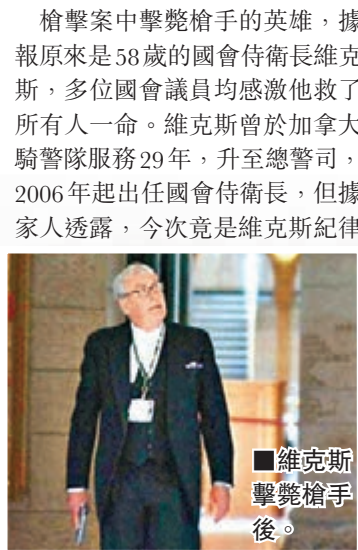 槍擊案中擊斃槍手的英雄，據
報原來是58歲的國會侍衛長維克
斯，多位國會議員均感激他救了
所有人一命。維克斯曾於加拿大
騎警隊服務29年，升至總警司，
2006年起出任國會侍衛長，但據
家人透露，今次竟是維克斯紀律
■維克斯
擊斃槍手
後。